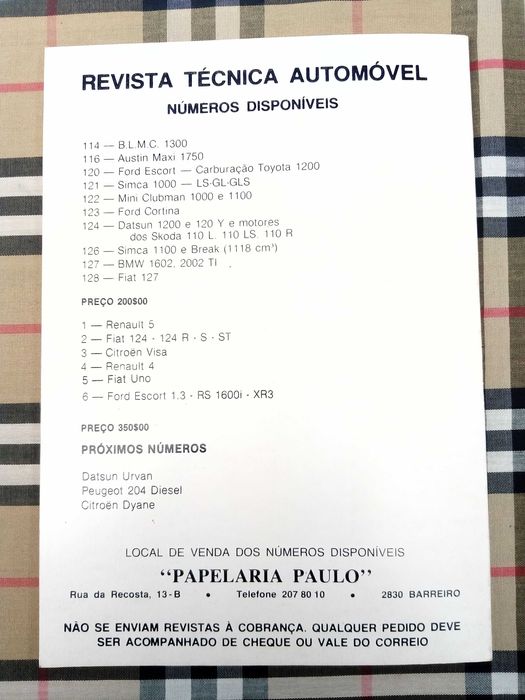 REVISTA TÉCNICA AUTOMÓVEL
NÚMEROS DISPONÍVEIS
114 — B.L.M.C. 1300
116 — Austin Maxi 1750
120 — Ford Escort — Carburação Toyota 1200
121 — Simca 1000 — LS-GL-GLS
122 — Mini Clubman 1000 e 1100
123 — Ford Cortina
124 — Datsun 1200 e 120 Y e motores
dos Skoda 110 L. 110 LS. 110 R
126 — Simca 1100 e Break (1118 cm³)
127 — BMW 1602, 2002 TI
128 — Fiat 127
PREÇO 200$00
1 — Renault 5
2 — Fiat 124 - 124 R - S - ST
3 — Citroën Visa
4 — Renault 4
5 — Fiat Uno
6 — Ford Escort 1.3 - RS 1600i - XR3
PREÇO 350$00
PRÓXIMOS NÚMEROS
Datsun Urvan
Peugeot 204 Diesel
Citroën Dyane
LOCAL DE VENDA DOS NÚMEROS DISPONÍVEIS
“PAPELARIA PAULO”
Rua da Recosta, 13-B • Telefone 207 80 10 • 2830 BARREIRO
NÃO SE ENVIAM REVISTAS À COBRANÇA. QUALQUER PEDIDO DEVE
SER ACOMPANHADO DE CHEQUE OU VALE DO CORREIO